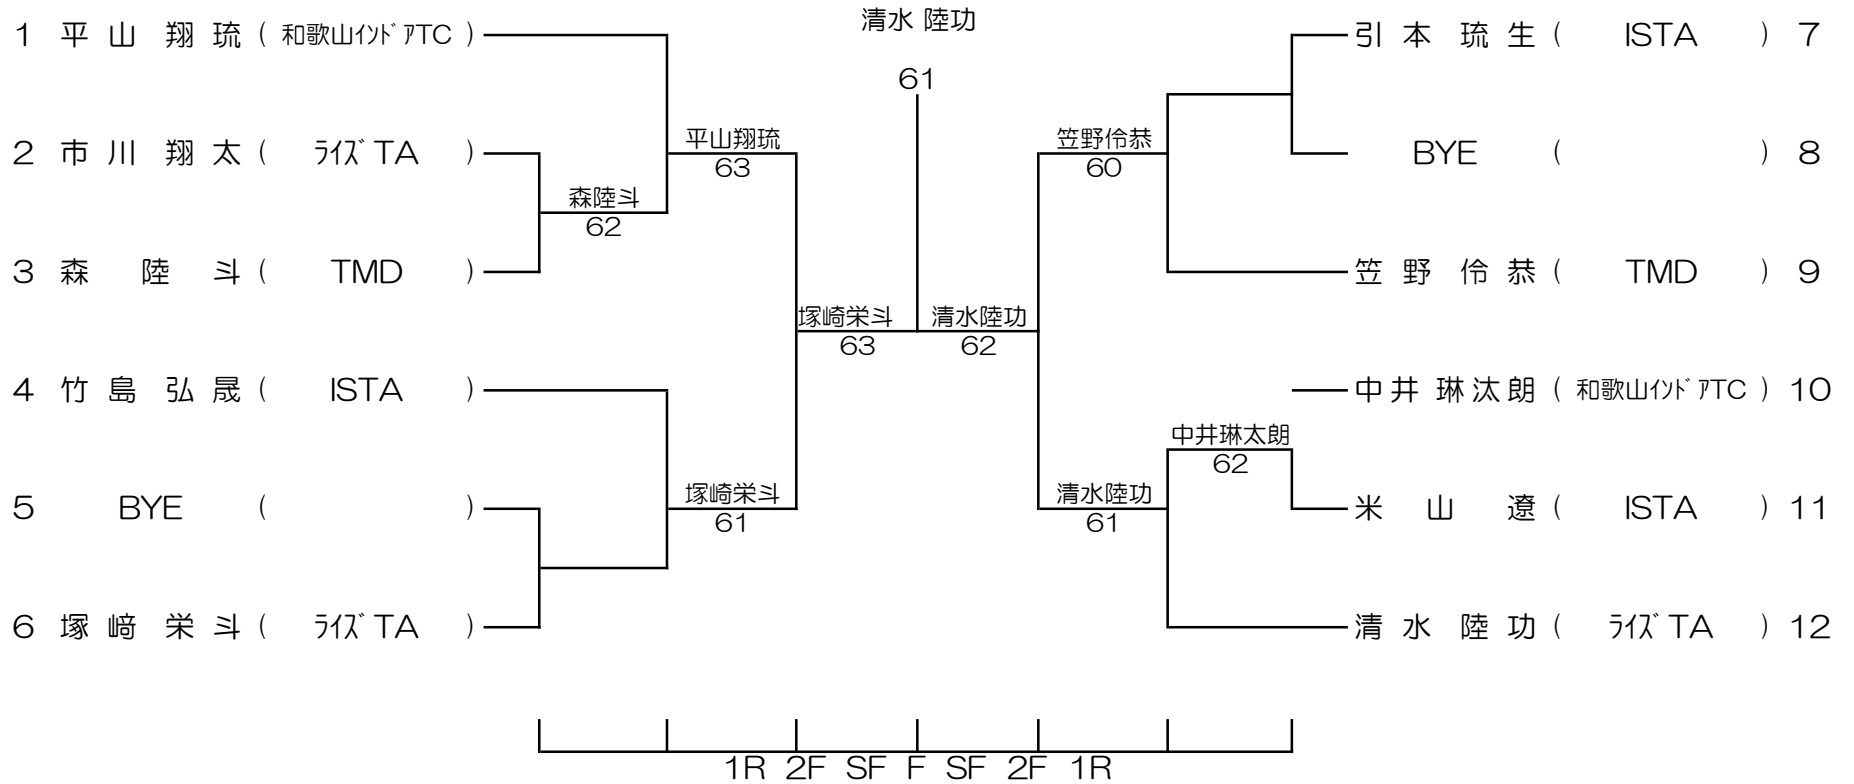 清水 陸功
61
1 平山 翔琉 ( 和歌山ｲﾝﾄﾞｱTC )
2 市川 翔太 ( ﾗｲｽﾞTA )
3 森 陸斗 ( TMD )
4 竹島 弘晟 ( ISTA )
5 BYE ( )
6 塚﨑 栄斗 ( ﾗｲｽﾞTA )
森陸斗
62
平山翔琉
63
塚崎栄斗
61
塚崎栄斗
63
清水陸功
62
笠野伶恭
60
清水陸功
61
中井琳太朗
62
引本 琉生 ( ISTA ) 7
BYE ( ) 8
笠野 伶恭 ( TMD ) 9
中井 琳汰朗 ( 和歌山ｲﾝﾄﾞｱTC ) 10
米山 遼 ( ISTA ) 11
清水 陸功 ( ﾗｲｽﾞTA ) 12
1R 2F SF F SF 2F 1R